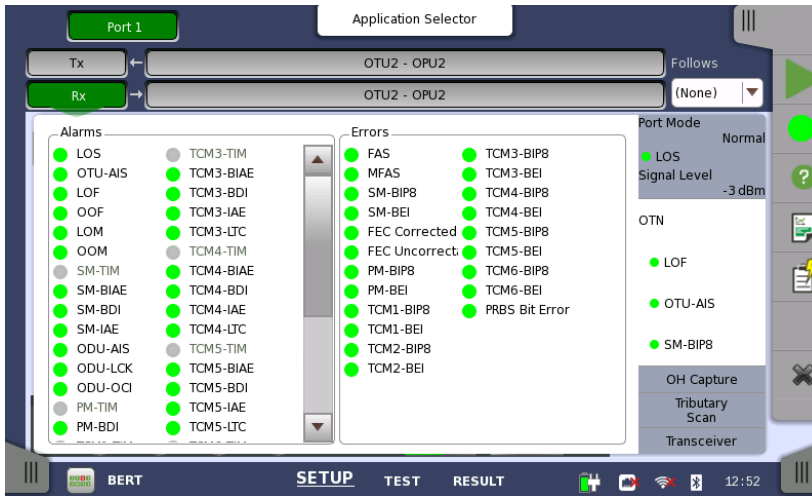 Port 1
Application Selector
Tx
OTU2 - OPU2
Follows
Rx
OTU2 - OPU2
(None)
Alarms
LOS
OTU-AIS
LOF
OOF
LOM
OOM
SM-TIM
SM-BIAE
SM-BDI
SM-IAE
ODU-AIS
ODU-LCK
ODU-OCI
PM-TIM
PM-BDI
TCM3-TIM
TCM3-BIAE
TCM3-BDI
TCM3-IAE
TCM3-LTC
TCM4-TIM
TCM4-BIAE
TCM4-BDI
TCM4-IAE
TCM4-LTC
TCM5-TIM
TCM5-BIAE
TCM5-BDI
TCM5-IAE
TCM5-LTC
Errors
FAS
MFAS
SM-BIP8
SM-BEI
FEC Corrected
FEC Uncorrecta
PM-BIP8
PM-BEI
TCM1-BIP8
TCM1-BEI
TCM2-BIP8
TCM2-BEI
TCM3-BIP8
TCM3-BEI
TCM4-BIP8
TCM4-BEI
TCM5-BIP8
TCM5-BEI
TCM6-BIP8
TCM6-BEI
PRBS Bit Error
Port Mode
Normal
LOS
Signal Level
-3 dBm
OTN
LOF
OTU-AIS
SM-BIP8
OH Capture
Tributary
Scan
Transceiver
BERT
SETUP
TEST
RESULT
12:52